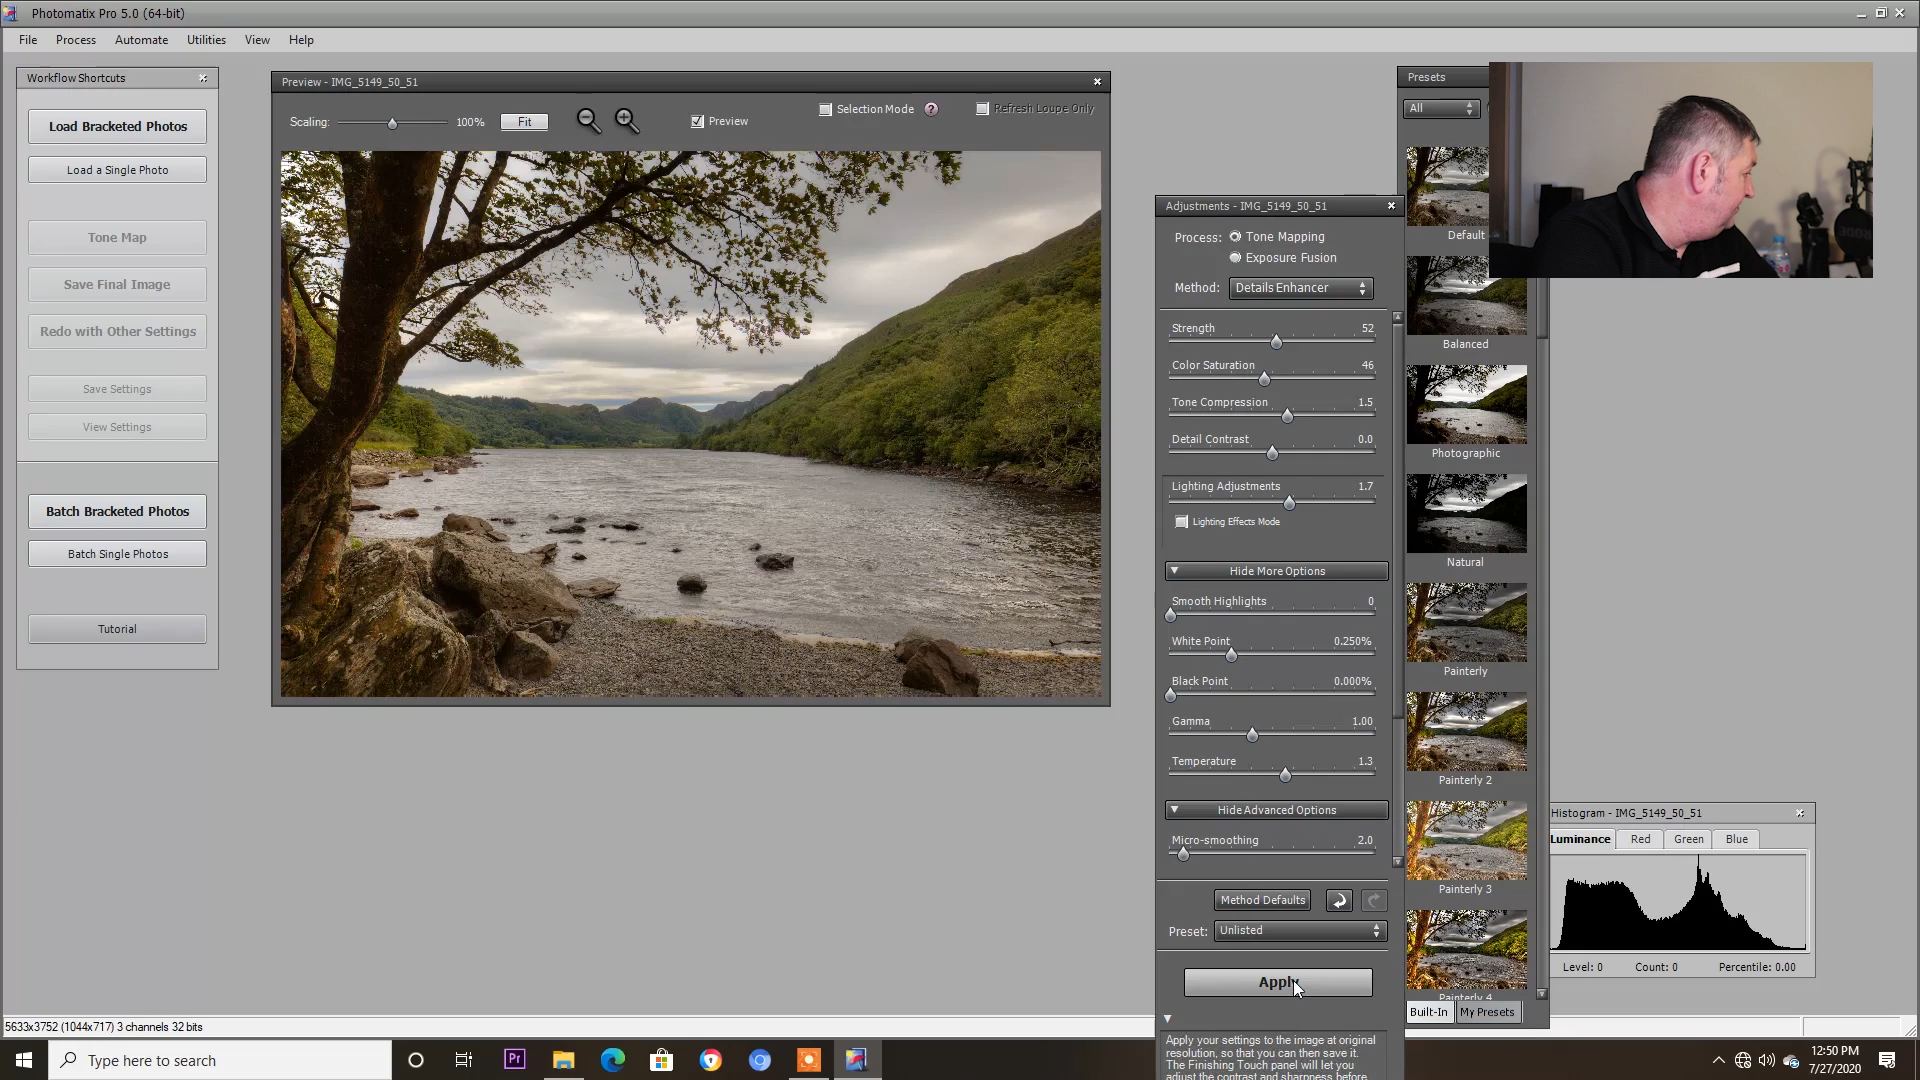 Photomatix Pro 5.0 (64-bit)
File Process Automate Utilities View Help
Workflow Shortcuts
Load Bracketed Photos
Load a Single Photo
Tone Map
Save Final Image
Redo with Other Settings
Save Settings
View Settings
Batch Bracketed Photos
Batch Single Photos
Tutorial
Preview - IMG_5149_50_51
Scaling: 100% Fit Preview Selection Mode ? Refresh Loupe Only
Adjustments - IMG_5149_50_51
Process: Tone Mapping
Exposure Fusion
Method: Details Enhancer
Strength 52
Color Saturation 46
Tone Compression 1.5
Detail Contrast 0.0
Lighting Adjustments 1.7
Lighting Effects Mode
Hide More Options
Smooth Highlights 0
White Point 0.250%
Black Point 0.000%
Gamma 1.00
Temperature 1.3
Hide Advanced Options
Micro-smoothing 2.0
Method Defaults
Preset: Unlisted
Apply
Apply your settings to the image at original
resolution, so that you can then save it.
The Finishing Touch panel will let you
adjust the contrast and sharpness before
Presets
All
Default
Balanced
Photographic
Natural
Painterly
Painterly 2
Painterly 3
Painterly 4
Built-In My Presets
RODE
Histogram - IMG_5149_50_51
Luminance Red Green Blue
Level: 0 Count: 0 Percentile: 0.00
5633x3752 (1044x717) 3 channels 32 bits
Type here to search
Pr
12:50 PM
7/27/2020